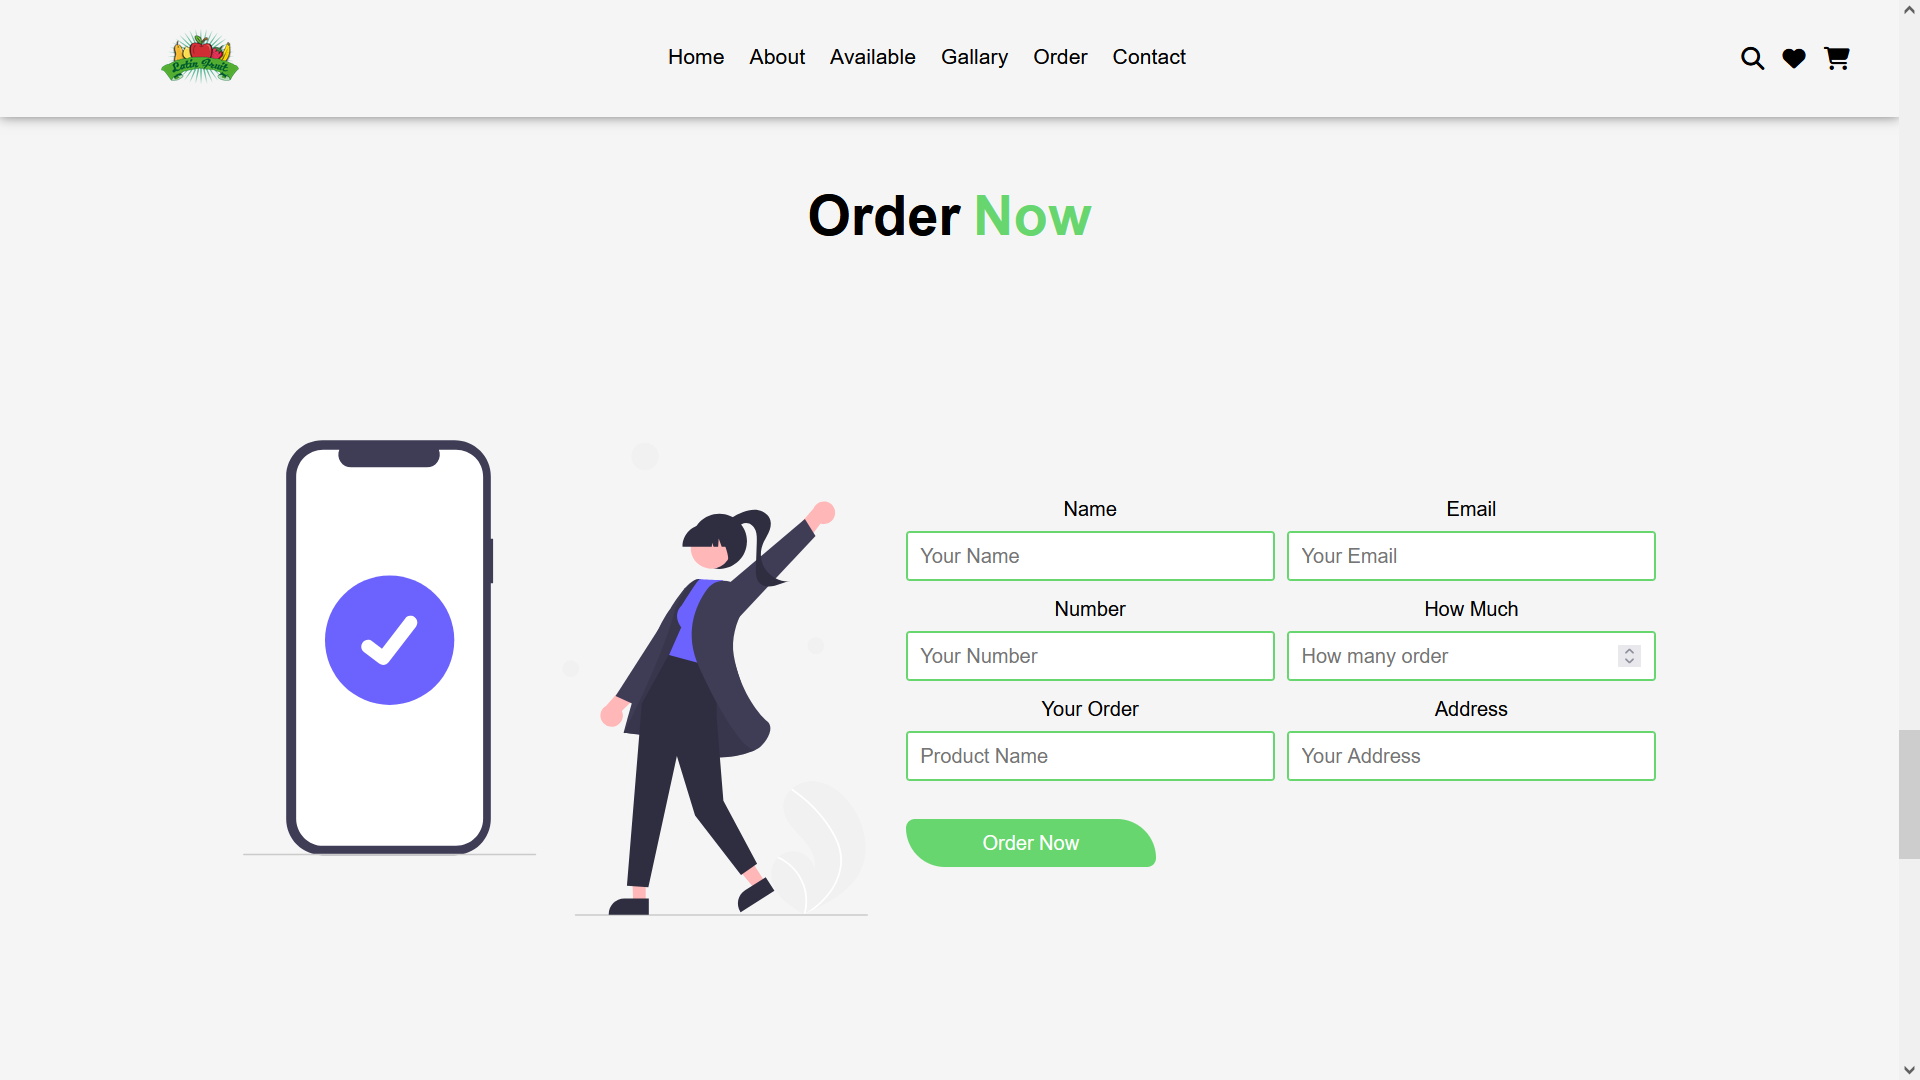 Latin Fruit
Home About Available Gallary Order Contact
Order Now
Name Email
Your Name Your Email
Number How Much
Your Number How many order
Your Order Address
Product Name Your Address
Order Now